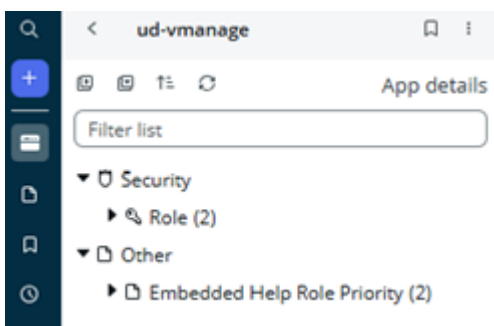 ud-vmanage
App details
Filter list
Security
Role (2)
Other
Embedded Help Role Priority (2)